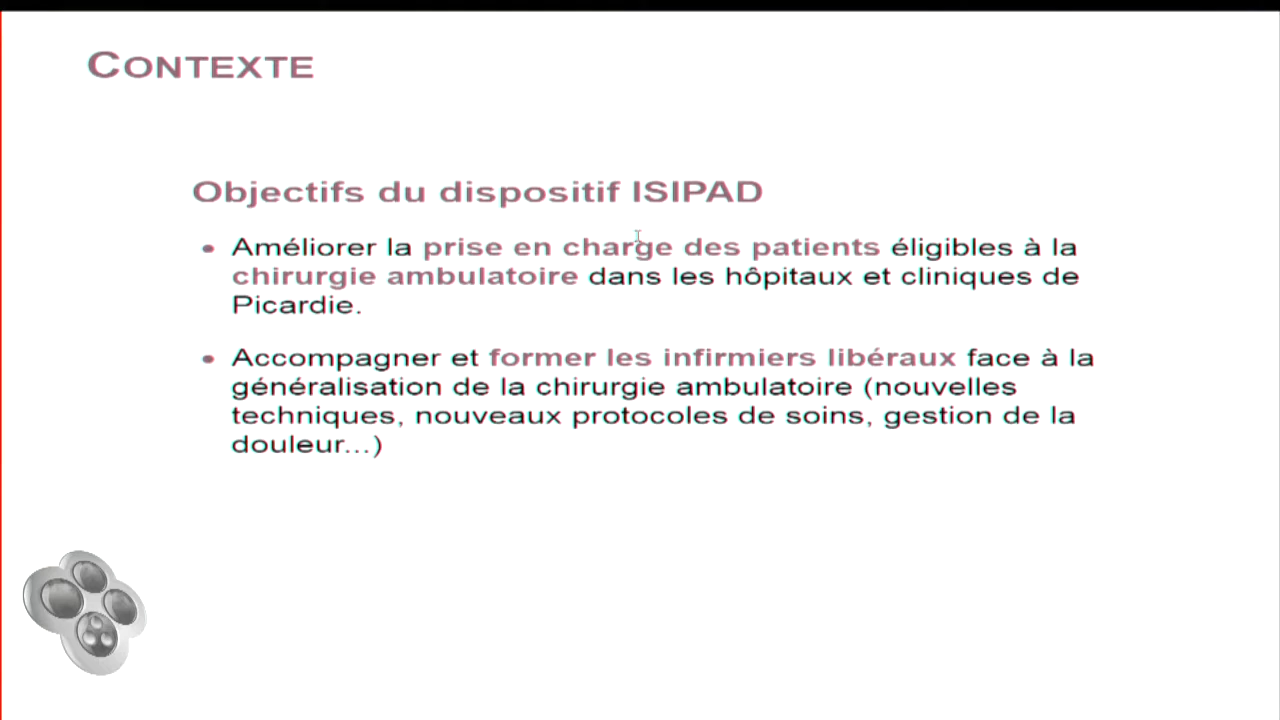 CONTEXTE
Objectifs du dispositif ISIPAD
• Améliorer la prise en charge des patients éligibles à la
chirurgie ambulatoire dans les hôpitaux et cliniques de
Picardie.
• Accompagner et former les infirmiers libéraux face à la
généralisation de la chirurgie ambulatoire (nouvelles
techniques, nouveaux protocoles de soins, gestion de la
douleur...)